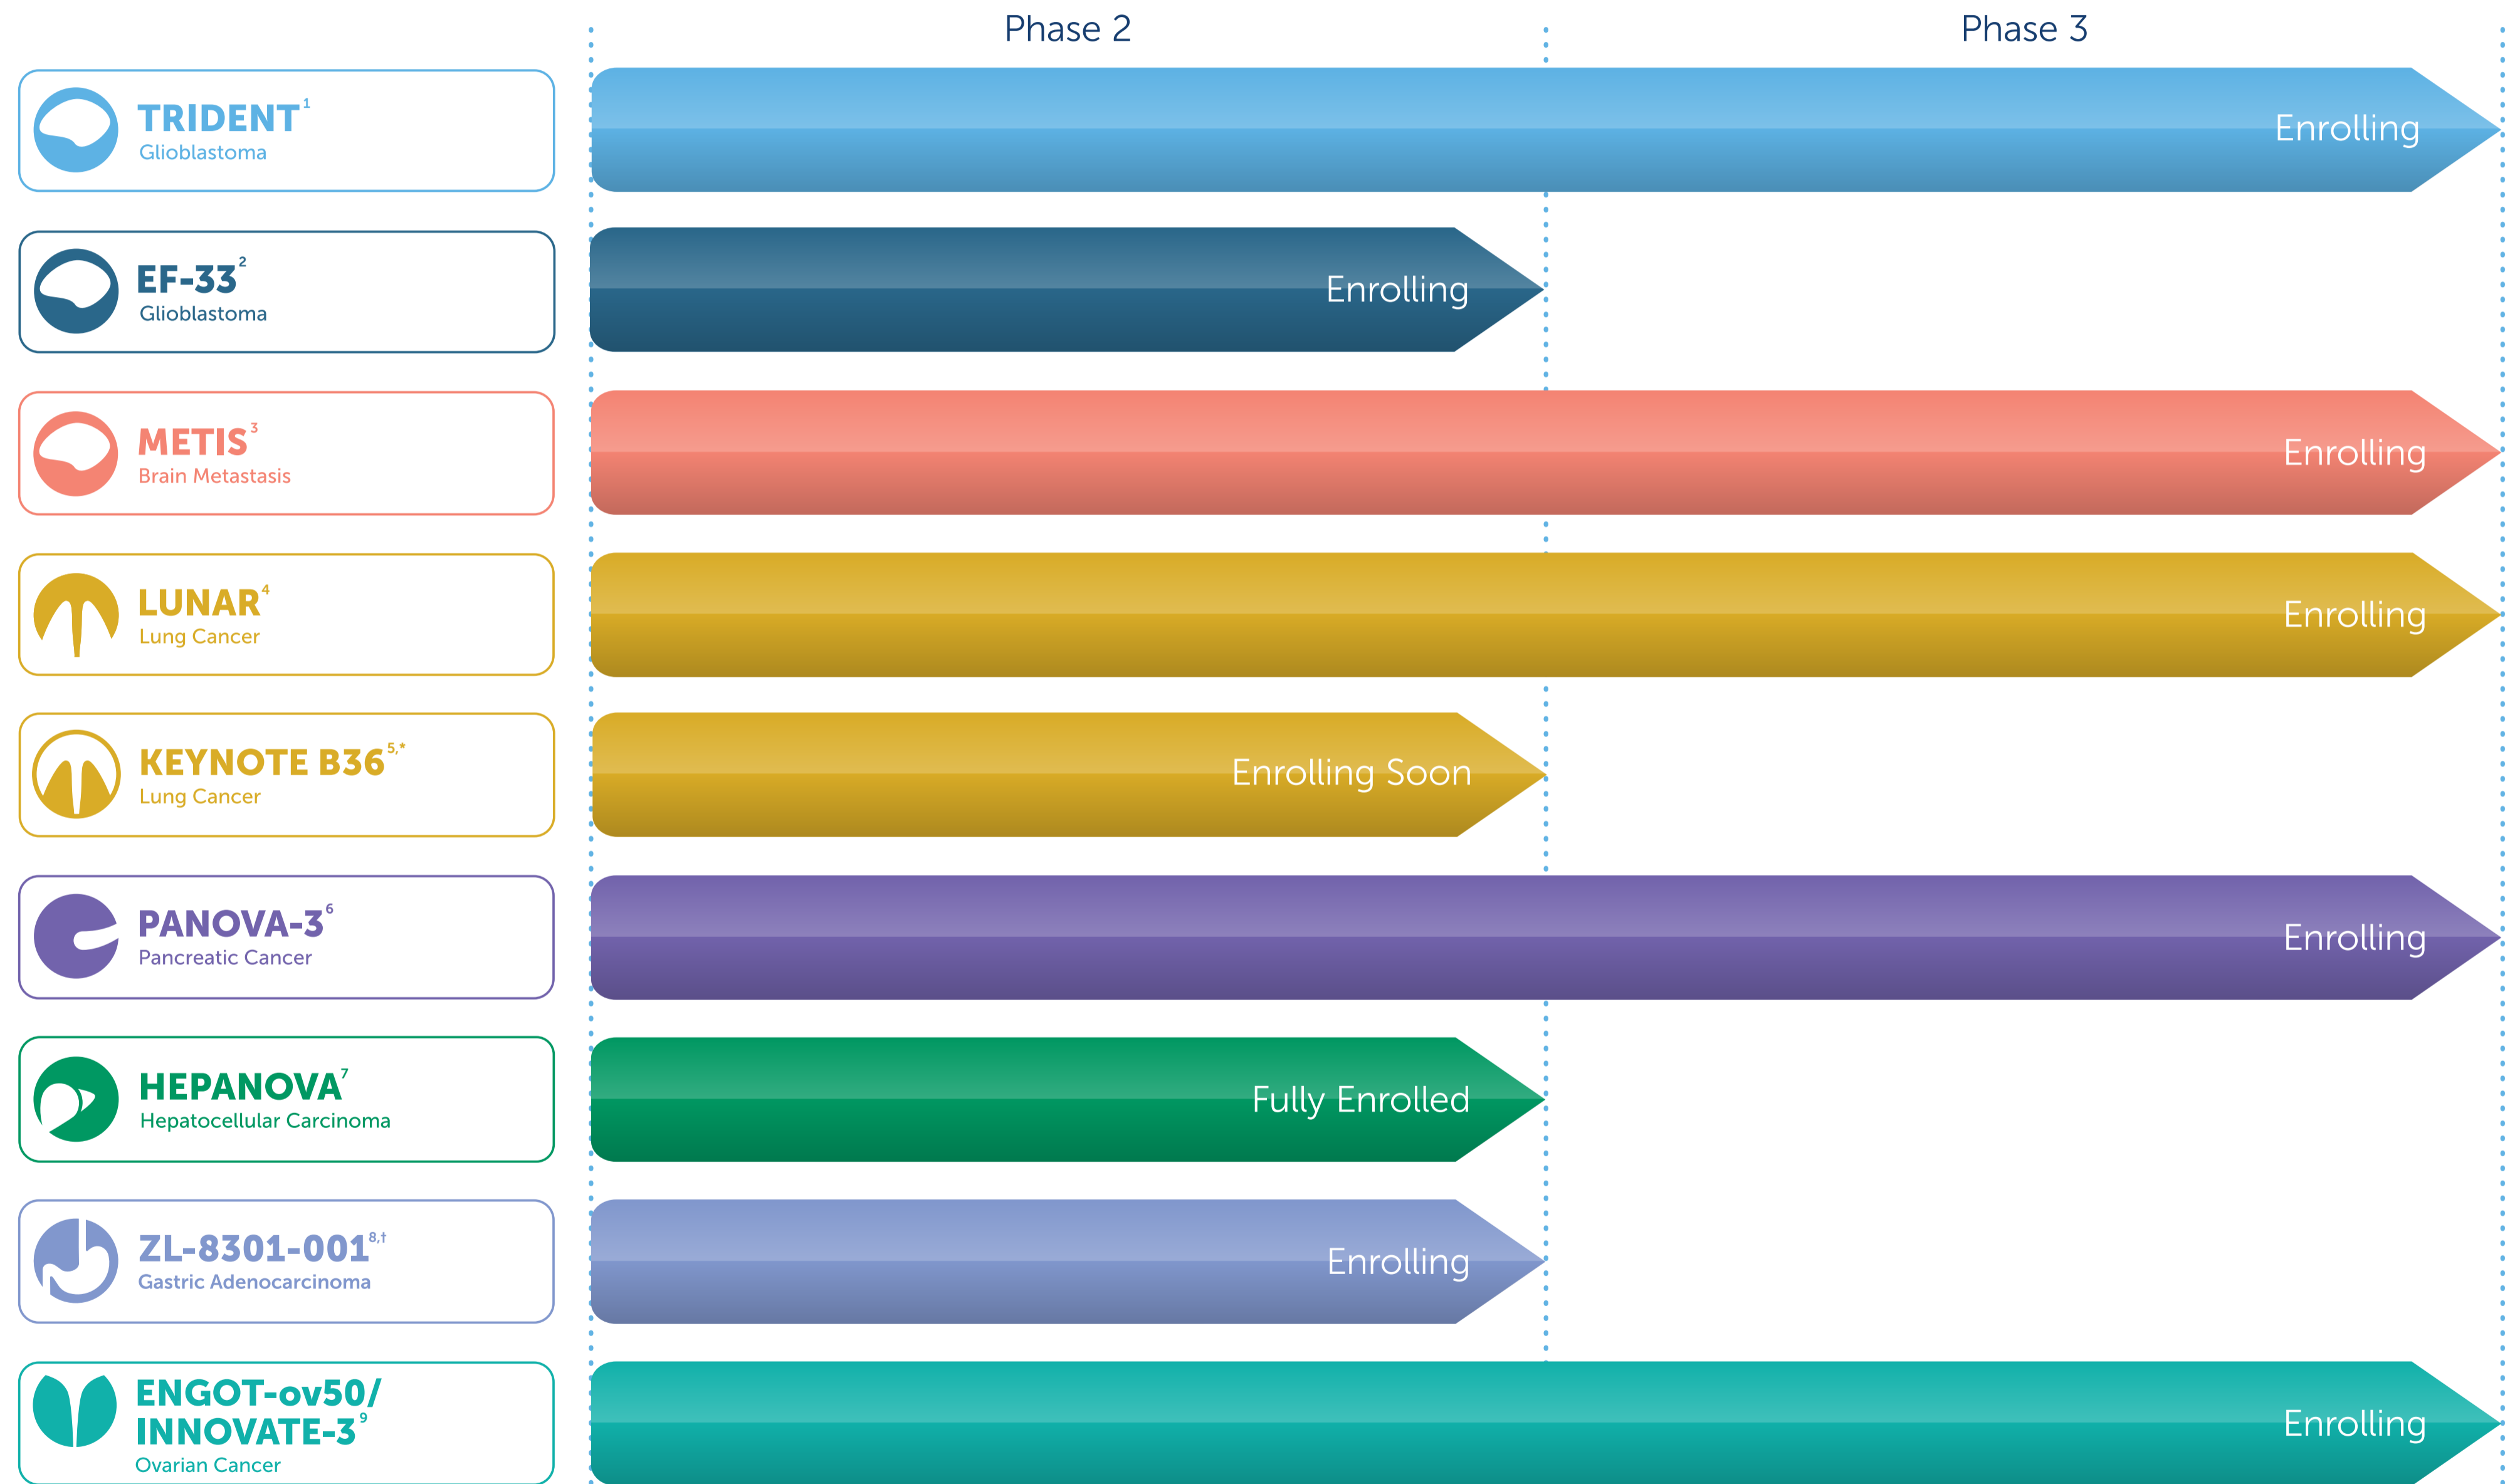 Phase 2
Phase 3
TRIDENT¹
Glioblastoma
Enrolling
EF-33²
Glioblastoma
Enrolling
METIS³
Brain Metastasis
Enrolling
LUNAR⁴
Lung Cancer
Enrolling
KEYNOTE B36⁵,*
Lung Cancer
Enrolling Soon
PANOVA-3⁶
Pancreatic Cancer
Enrolling
HEPANOVA⁷
Hepatocellular Carcinoma
Fully Enrolled
ZL-8301-001⁸,†
Gastric Adenocarcinoma
Enrolling
ENGOT-ov50/
INNOVATE-3⁹
Ovarian Cancer
Enrolling